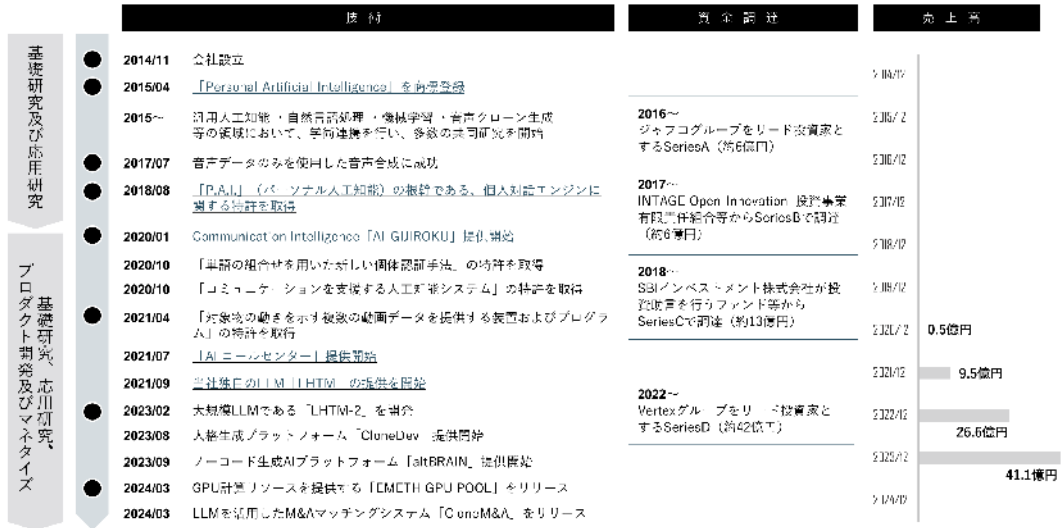 技術
資金調達
売上高
基礎研究及び応用研究
2014/11 会社設立
2015/04 「Personal Artificial Intelligence」を商標登録
2015〜 汎用人工知能・自然言語処理・機械学習・音声クローン生成
等の領域において、学術連携を行い、多数の共同研究を開始
2017/07 音声データのみを使用した音声合成に成功
2018/08 「P.A.I.」（パーソナル人工知能）の根幹である、個人対話エンジンに
関する特許を取得
基礎研究、応用研究、
プロダクト開発及びマネタイズ
2020/01 Communication Intelligence「AI GIJIROKU」提供開始
2020/10 「単語の組合せを用いた新しい個体認証手法」の特許を取得
2020/10 「コミュニケーションを支援する人工知能システム」の特許を取得
2021/04 「対象物の動きを示す複数の動画データを提供する装置およびプログラ
ム」の特許を取得
2021/07 「AIコールセンター」提供開始
2021/09 当社独自のLLM「LHTM」の提供を開始
2023/02 大規模LLMである「LHTM-2」を開発
2023/08 人格生成プラットフォーム「CloneDev」提供開始
2023/09 ノーコード生成AIプラットフォーム「altBRAIN」提供開始
2024/03 GPU計算リソースを提供する「EMETH GPU POOL」をリリース
2024/03 LLMを活用したM&Aマッチングシステム「CloneM&A」をリリース
2016〜
ジャフコグループをリード投資家と
するSeriesA（約6億円）
2017〜
INTAGE Open Innovation 投資事業
有限責任組合等からSeriesBで調達
（約6億円）
2018〜
SBIインベストメント株式会社が投
資助言を行うファンド等から
SeriesCで調達（約13億円）
2022〜
Vertexグループをリード投資家と
するSeriesD（約42億円）
2014/12
2015/12
2016/12
2017/12
2018/12
2019/12
2020/12 0.5億円
2021/12 9.5億円
2022/12
26.6億円
2023/12
41.1億円
2024/12